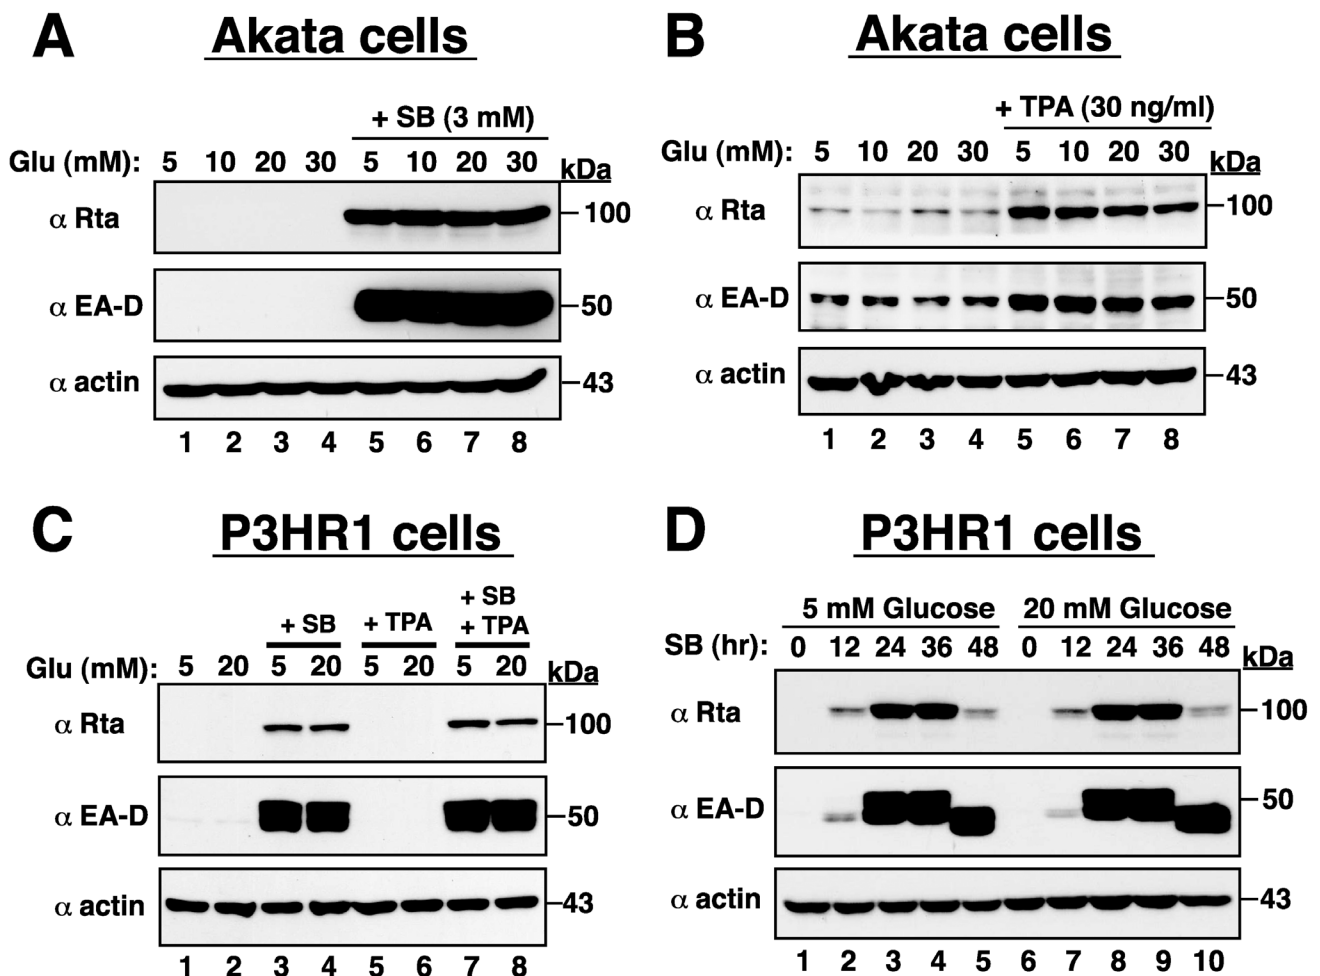 A
Akata cells
+ SB (3 mM)
Glu (mM): 5 10 20 30 5 10 20 30 kDa
α Rta 100
α EA-D 50
α actin 43
1 2 3 4 5 6 7 8
B
Akata cells
+ TPA (30 ng/ml)
Glu (mM): 5 10 20 30 5 10 20 30 kDa
α Rta 100
α EA-D 50
α actin 43
1 2 3 4 5 6 7 8
C
P3HR1 cells
+ SB + TPA + SB + TPA
Glu (mM): 5 20 5 20 5 20 5 20 kDa
α Rta 100
α EA-D 50
α actin 43
1 2 3 4 5 6 7 8
D
P3HR1 cells
5 mM Glucose 20 mM Glucose
SB (hr): 0 12 24 36 48 0 12 24 36 48 kDa
α Rta 100
α EA-D 50
α actin 43
1 2 3 4 5 6 7 8 9 10